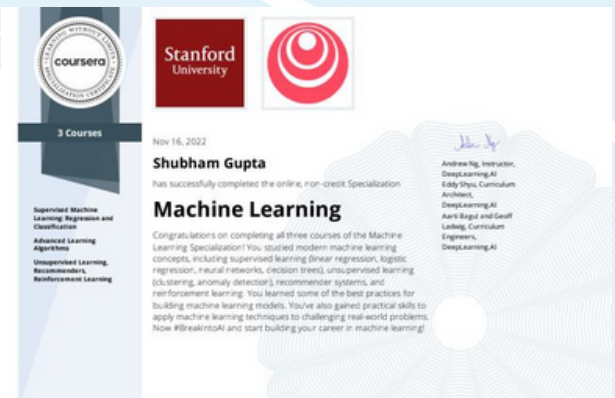 LEARNING WITHOUT LIMITS
coursera
SPECIALIZATION CERTIFICATE
3 Courses
Supervised Machine
Learning: Regression and
Classification
Advanced Learning
Algorithms
Unsupervised Learning,
Recommenders,
Reinforcement Learning
Stanford
University
Nov 16, 2022
Shubham Gupta
has successfully completed the online, non-credit Specialization
Machine Learning
Congratulations on completing all three courses of the Machine
Learning Specialization! You studied modern machine learning
concepts, including supervised learning (linear regression, logistic
regression, neural networks, decision trees), unsupervised learning
(clustering, anomaly detection), recommender systems, and
reinforcement learning. You learned some of the best practices for
building machine learning models. You've also gained practical skills to
apply machine learning techniques to challenging real-world problems.
Now #BreakIntoAI and start building your career in machine learning!
Andrew Ng, Instructor,
DeepLearning.AI
Eddy Shyu, Curriculum
Architect,
DeepLearning.AI
Aarti Bagul and Geoff
Ladwig, Curriculum
Engineers,
DeepLearning.AI